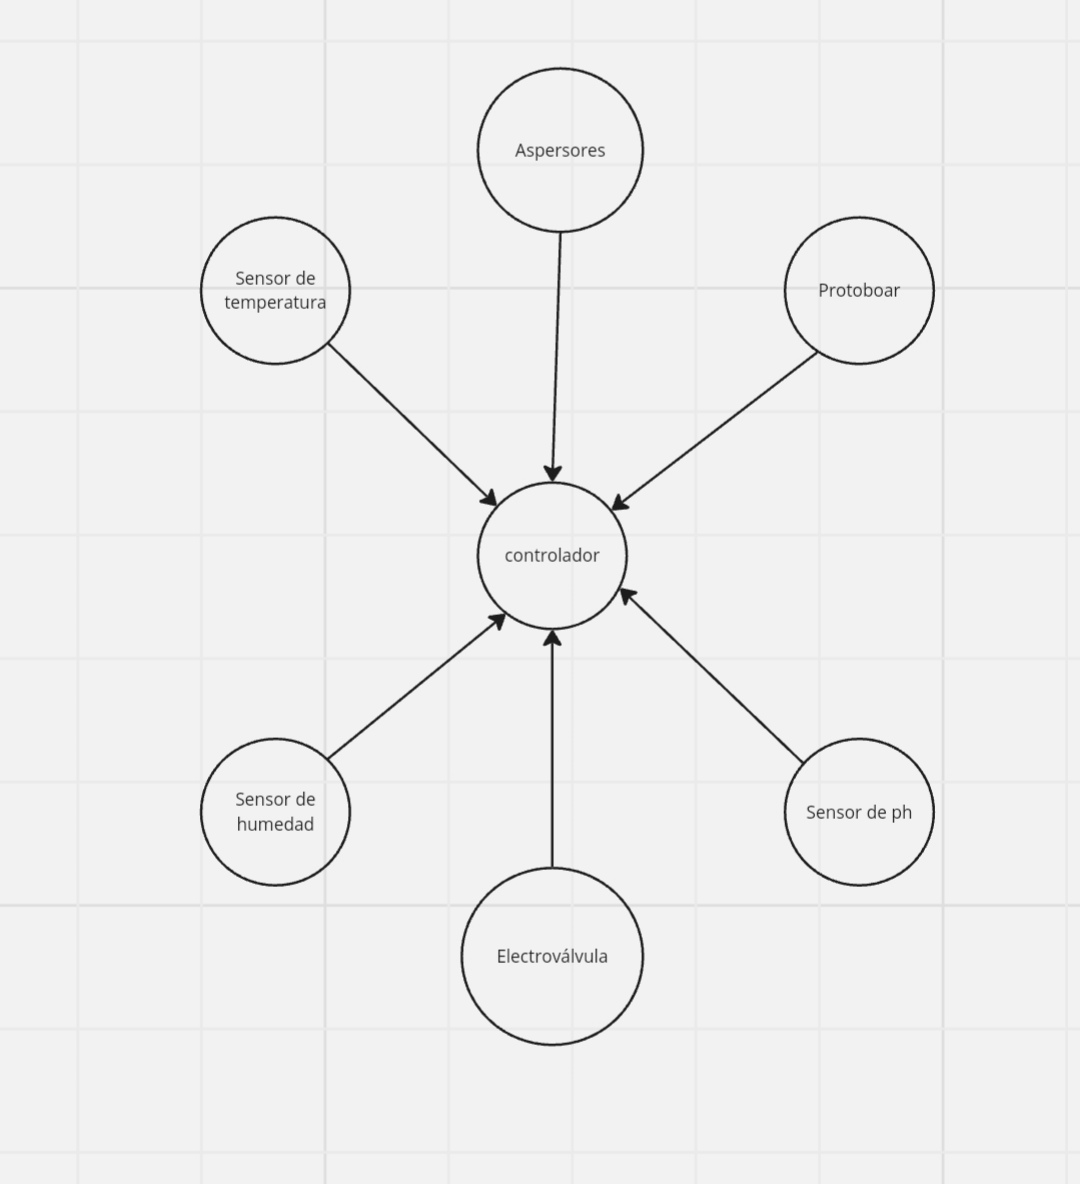 Aspersores
Sensor de
temperatura
Protoboar
controlador
Sensor de
humedad
Sensor de ph
Electroválvula